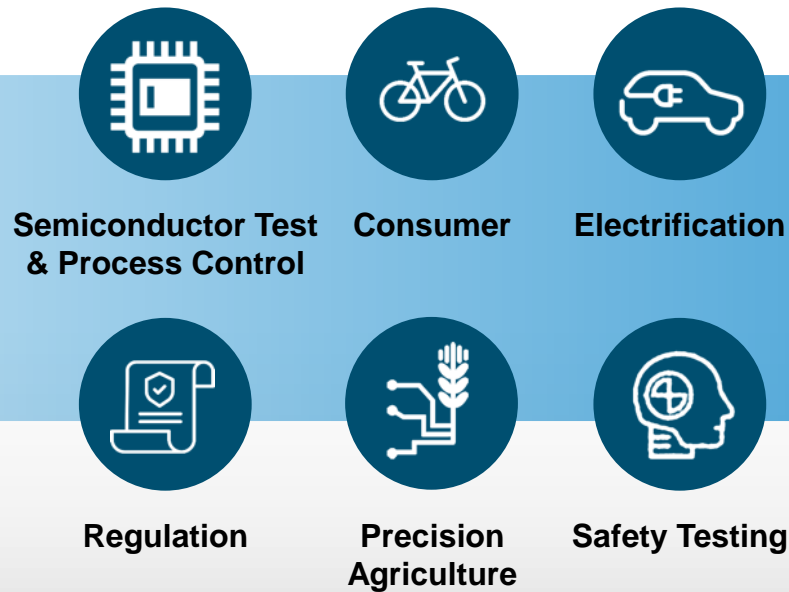 Semiconductor Test
& Process Control
Consumer
Electrification
Regulation
Precision
Agriculture
Safety Testing